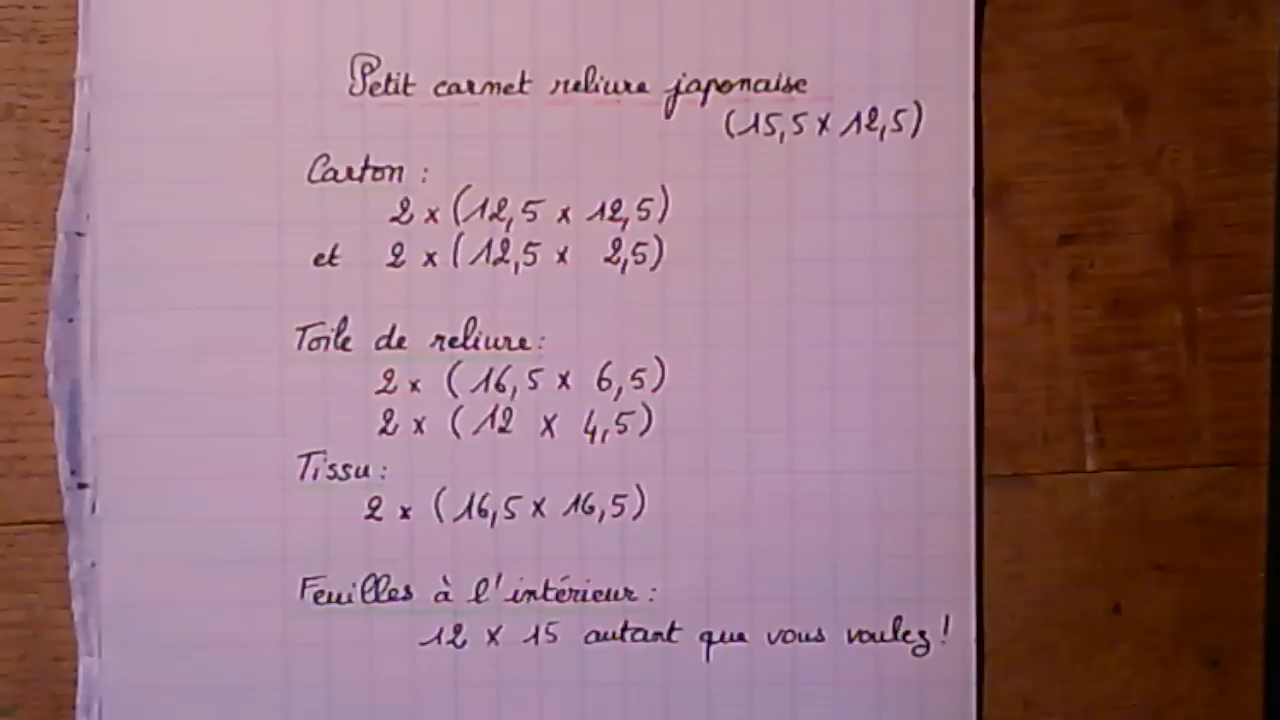 Petit carnet reliure japonaise
(15,5 x 12,5)
Carton :
2 x (12,5 x 12,5)
et 2 x (12,5 x 2,5)
Toile de reliure :
2 x (16,5 x 6,5)
2 x (12 x 4,5)
Tissu :
2 x (16,5 x 16,5)
Feuilles à l'intérieur :
12 x 15 autant que vous voulez !